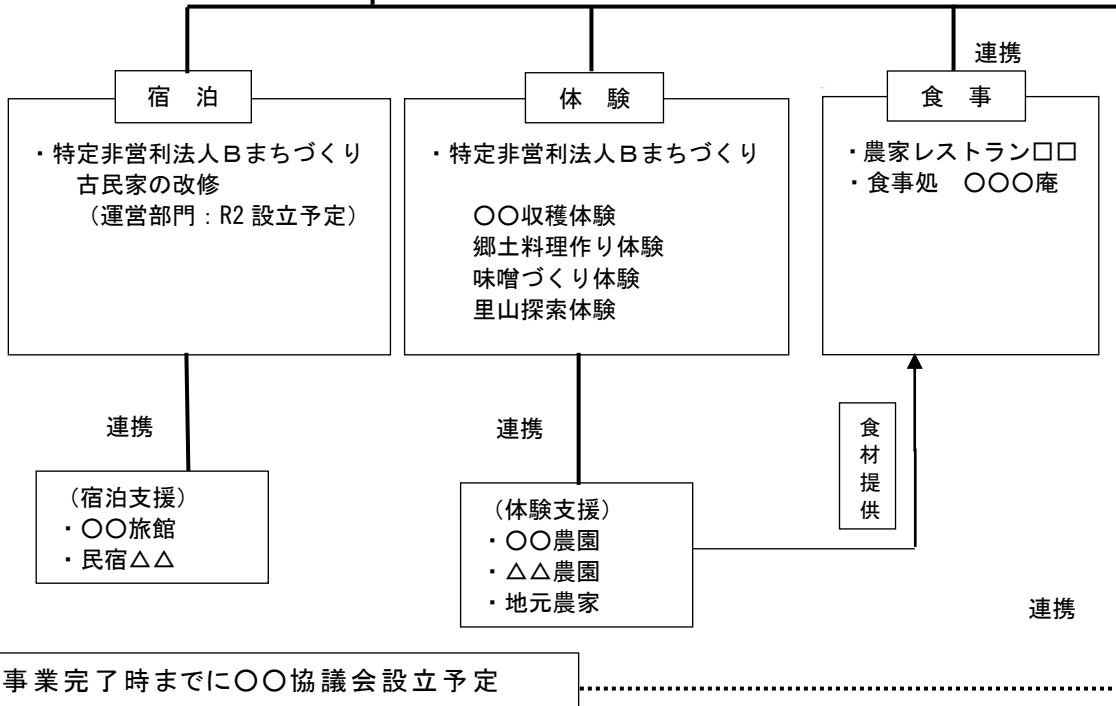 連携
宿　泊
・特定非営利法人Ｂまちづくり
古民家の改修
（運営部門：R2 設立予定）
体　験
・特定非営利法人Ｂまちづくり
〇〇収穫体験
郷土料理作り体験
味噌づくり体験
里山探索体験
食　事
・農家レストラン□□
・食事処　〇〇〇庵
連携
連携
食材提供
（宿泊支援）
・〇〇旅館
・民宿△△
（体験支援）
・〇〇農園
・△△農園
・地元農家
連携
事業完了時までに〇〇協議会設立予定